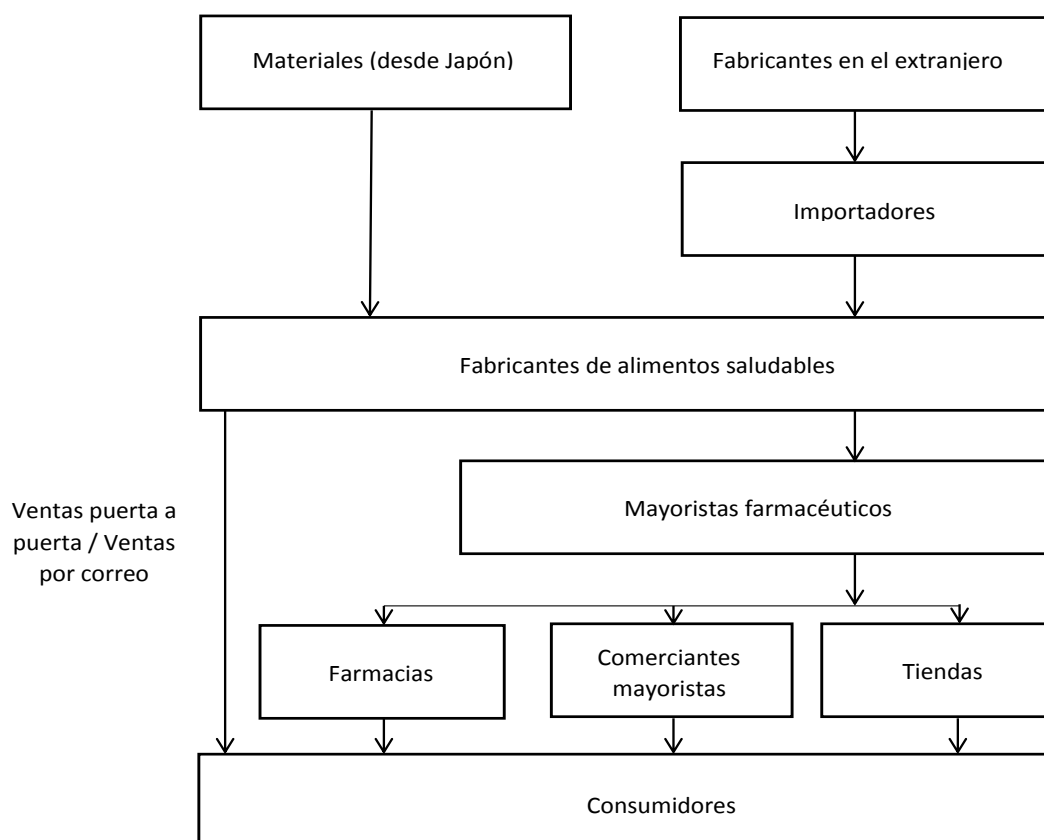 Materiales (desde Japón)
Fabricantes en el extranjero
Importadores
Fabricantes de alimentos saludables
Mayoristas farmacéuticos
Ventas puerta a
puerta / Ventas
por correo
Farmacias
Comerciantes
mayoristas
Tiendas
Consumidores